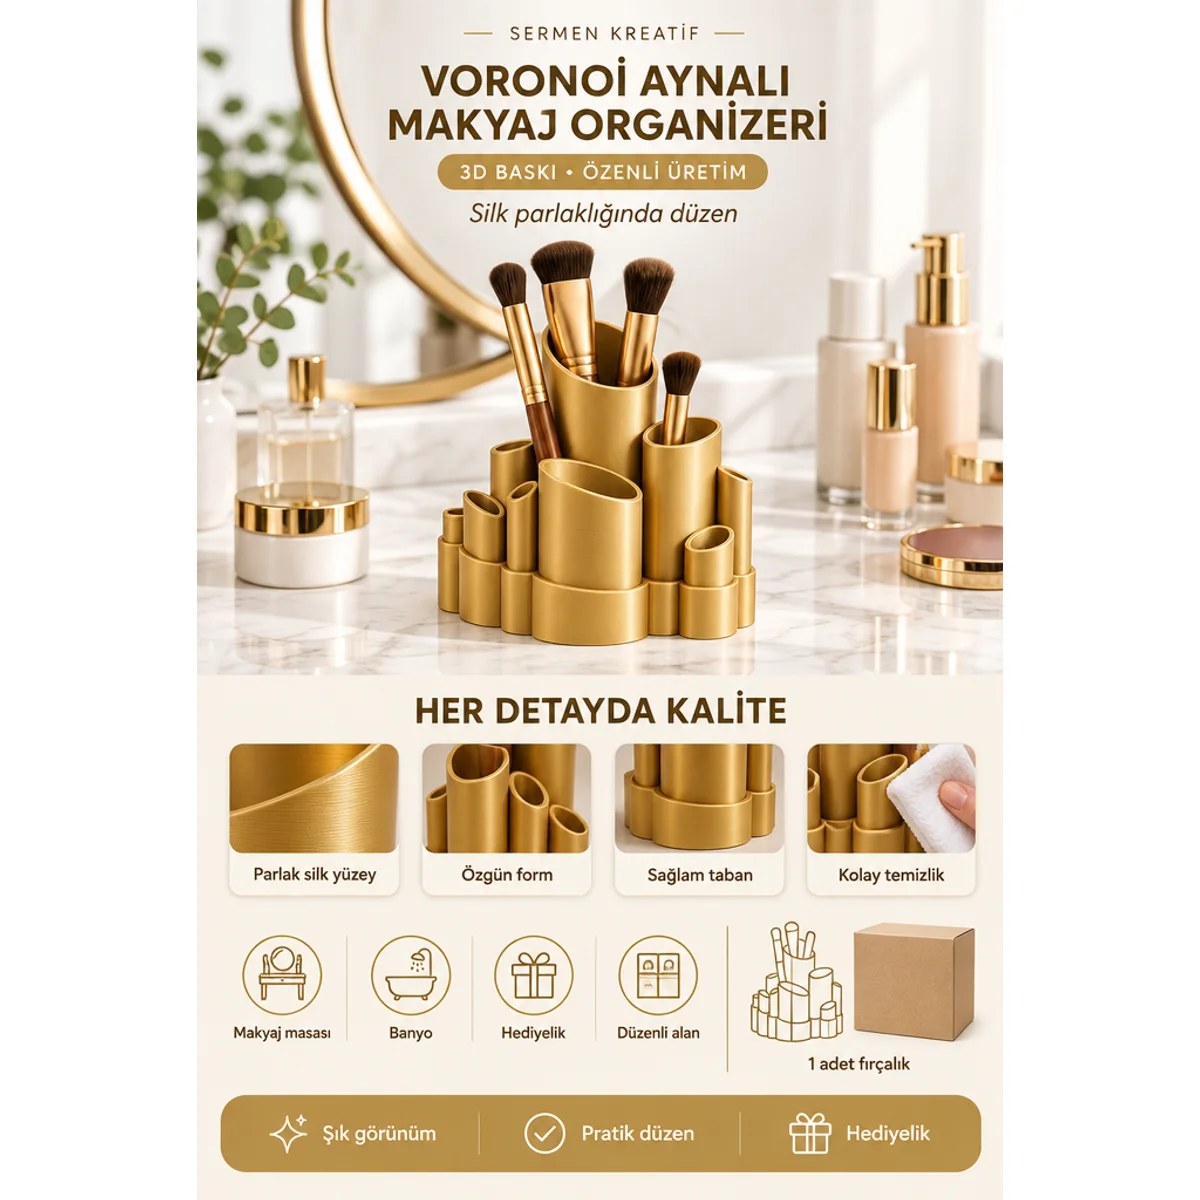 SERMEN KREATİF
VORONOİ AYNALI
MAKYAJ ORGANİZERİ
3D BASKI • ÖZENLİ ÜRETİM
Silk parlaklığında düzen
HER DETAYDA KALİTE
Parlak silk yüzey
Özgün form
Sağlam taban
Kolay temizlik
Makyaj masası
Banyo
Hediyelik
Düzenli alan
1 adet fırçalık
Şık görünüm
Pratik düzen
Hediyelik